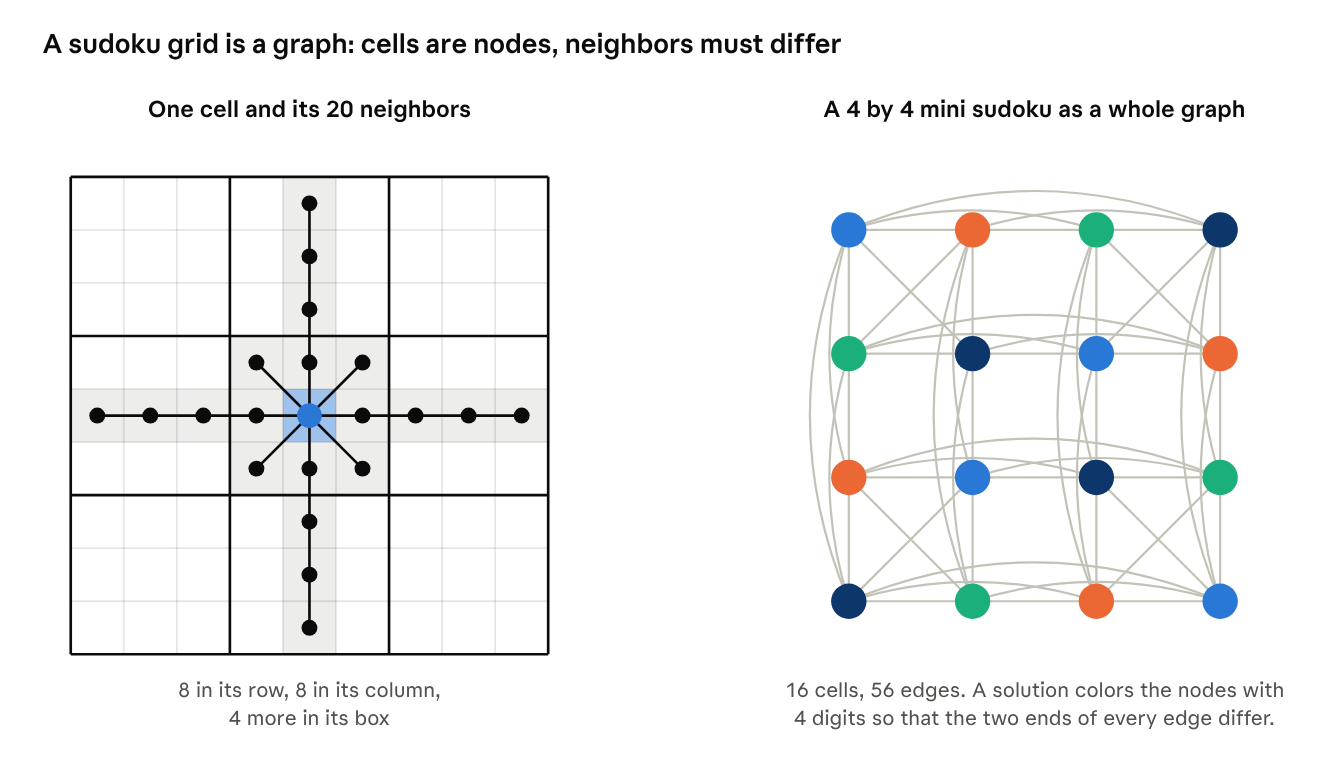 A sudoku grid is a graph: cells are nodes, neighbors must differ
One cell and its 20 neighbors
8 in its row, 8 in its column,
4 more in its box
A 4 by 4 mini sudoku as a whole graph
16 cells, 56 edges. A solution colors the nodes with
4 digits so that the two ends of every edge differ.